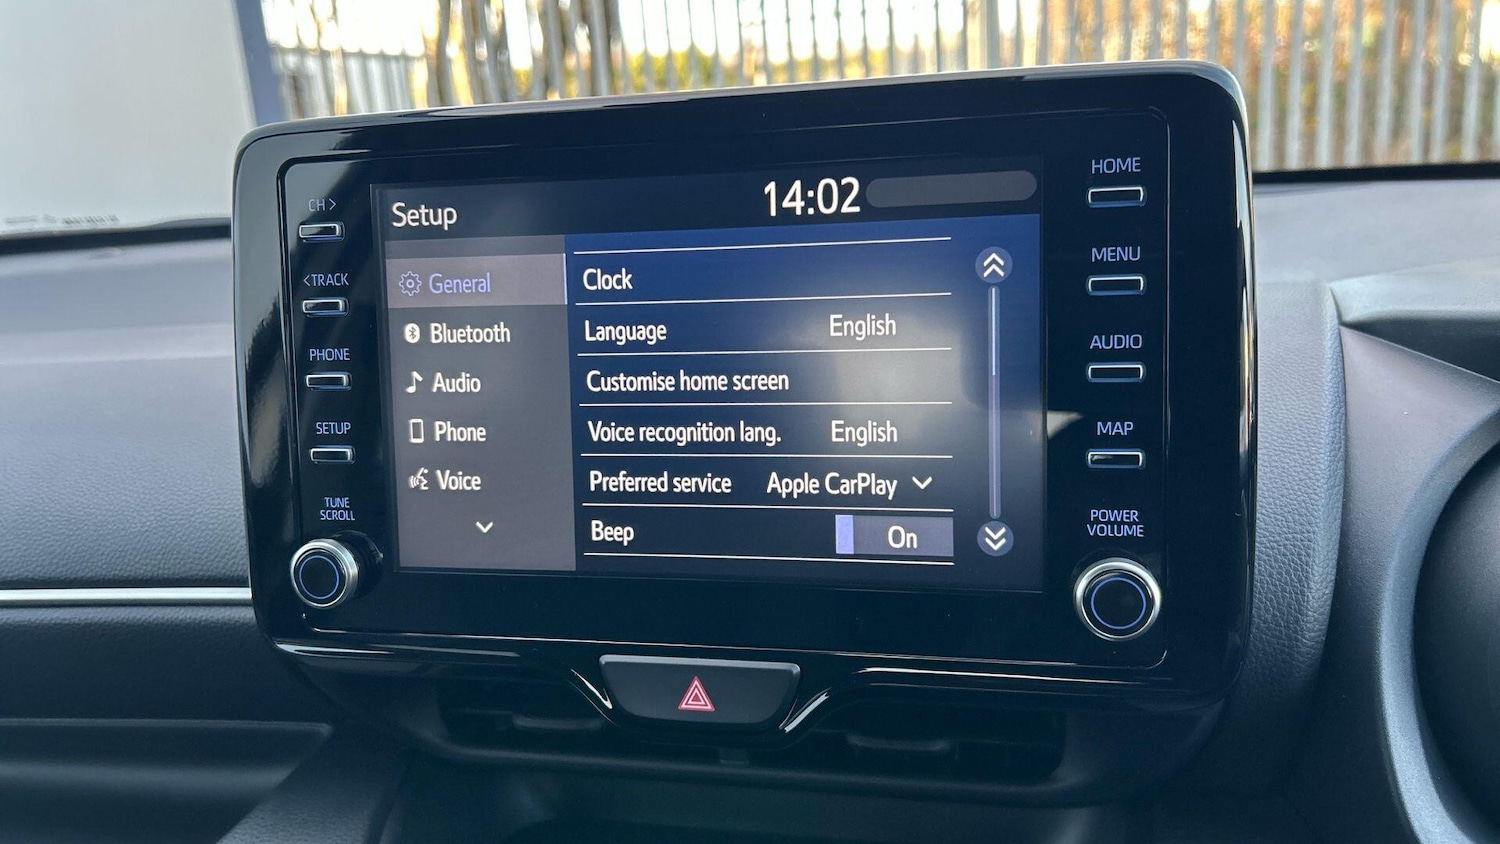 CH >
< TRACK
PHONE
SETUP
TUNE
SCROLL
Setup
14:02
General
Bluetooth
Audio
Phone
Voice
Clock
Language English
Customise home screen
Voice recognition lang. English
Preferred service Apple CarPlay
Beep On
HOME
MENU
AUDIO
MAP
POWER
VOLUME